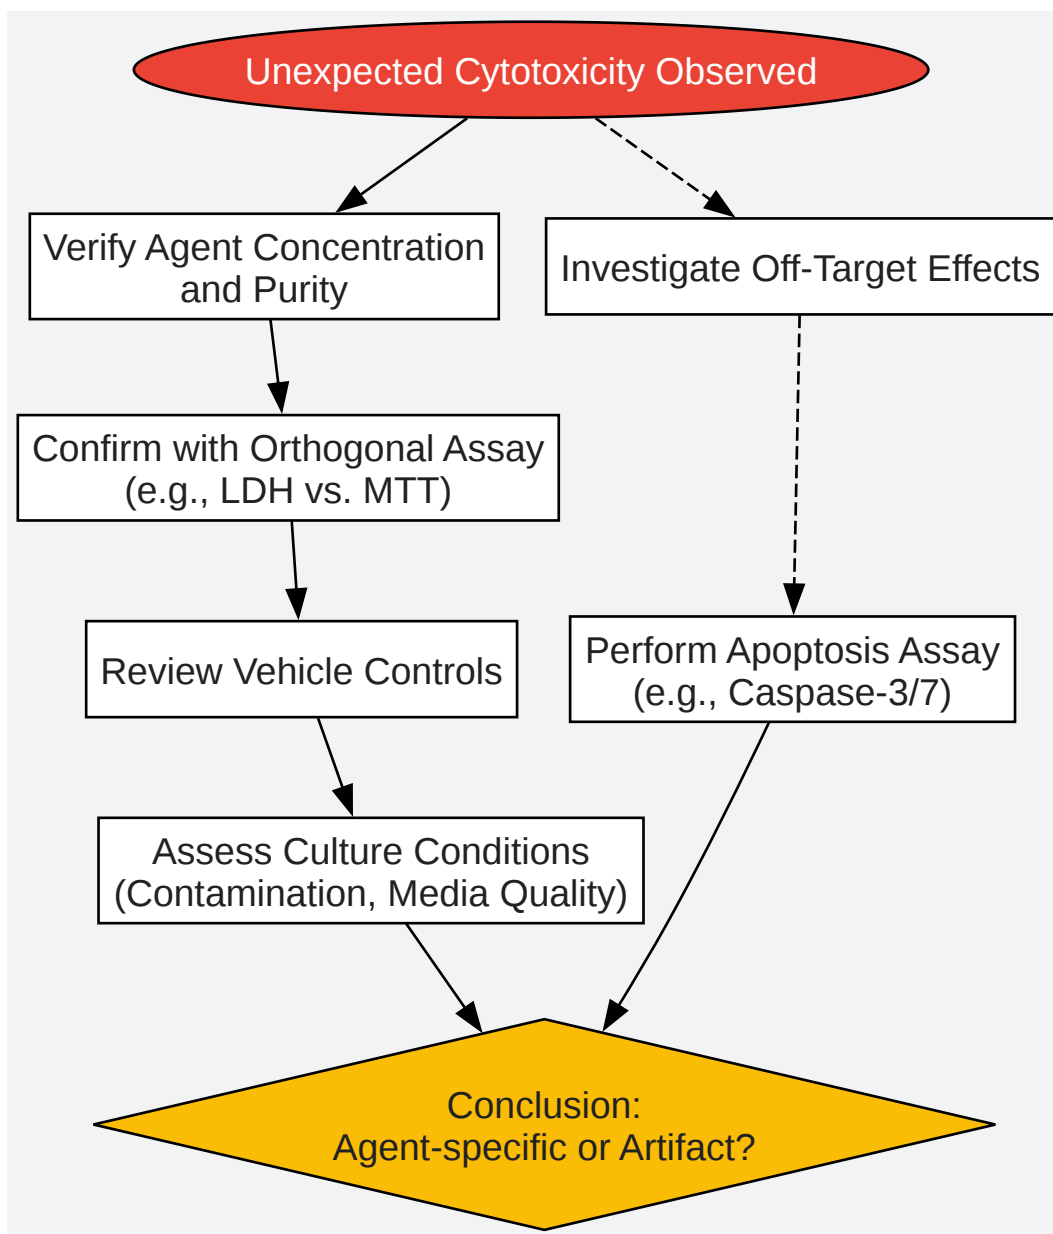 Unexpected Cytotoxicity Observed
Verify Agent Concentration
and Purity
Investigate Off-Target Effects
Confirm with Orthogonal Assay
(e.g., LDH vs. MTT)
Review Vehicle Controls
Perform Apoptosis Assay
(e.g., Caspase-3/7)
Assess Culture Conditions
(Contamination, Media Quality)
Conclusion:
Agent-specific or Artifact?